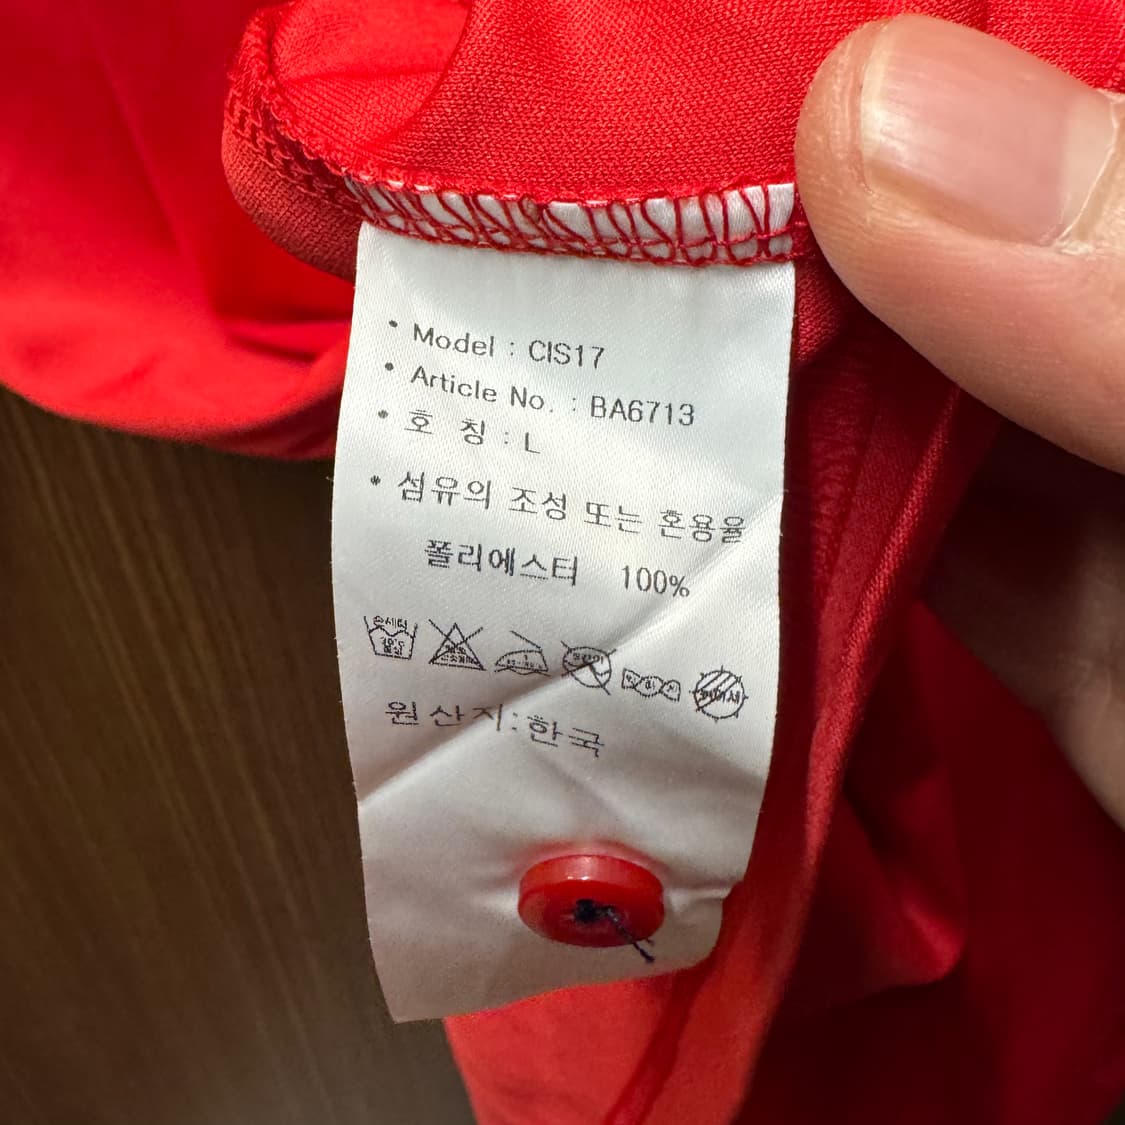 • Model : CIS17
• Article No. : BA6713
• 호 칭 : L
• 섬유의 조성 또는 혼용율
폴리에스터 100%
원산지:한국